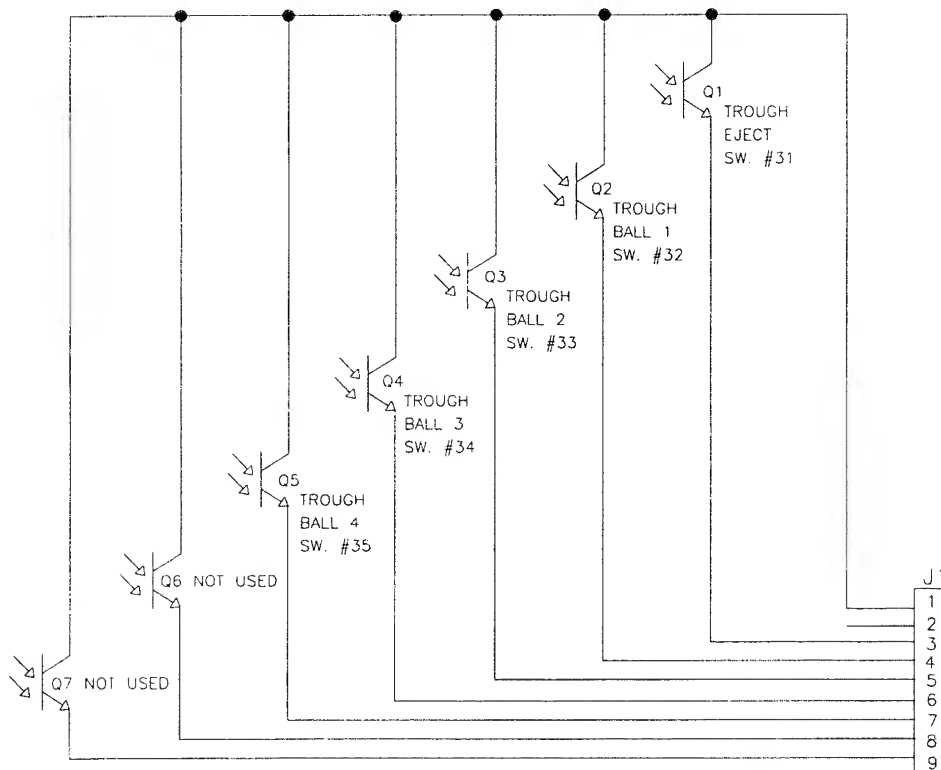 Q1
TROUGH
EJECT
SW. #31
Q2
TROUGH
BALL 1
SW. #32
Q3
TROUGH
BALL 2
SW. #33
Q4
TROUGH
BALL 3
SW. #34
Q5
TROUGH
BALL 4
SW. #35
Q6 NOT USED
Q7 NOT USED
1
2
3
4
5
6
7
8
9